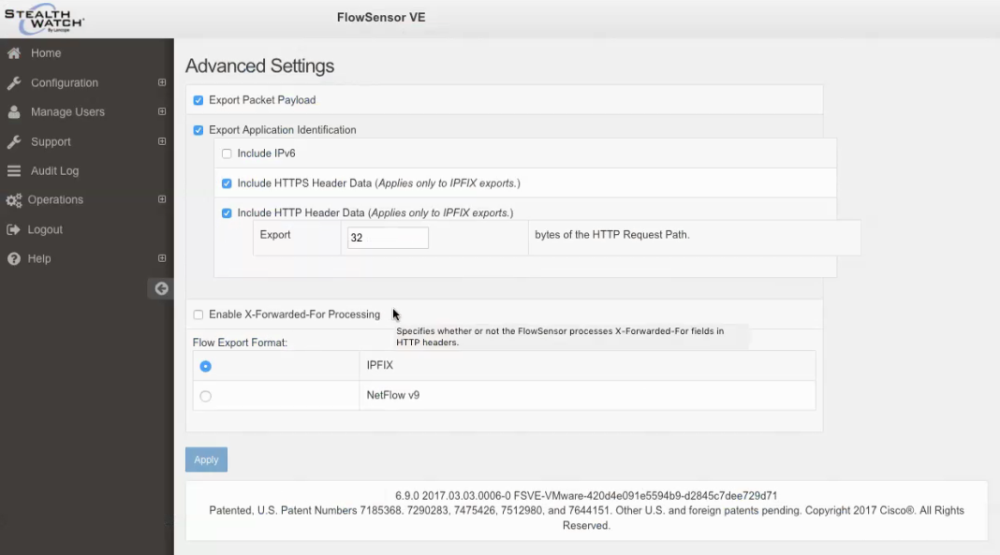 STEALTH
WATCH
By Lancope
FlowSensor VE
Home
Configuration
Manage Users
Support
Audit Log
Operations
Logout
Help
Advanced Settings
Export Packet Payload
Export Application Identification
Include IPv6
Include HTTPS Header Data (Applies only to IPFIX exports.)
Include HTTP Header Data (Applies only to IPFIX exports.)
Export 32 bytes of the HTTP Request Path.
Enable X-Forwarded-For Processing
Specifies whether or not the FlowSensor processes X-Forwarded-For fields in
HTTP headers.
Flow Export Format:
IPFIX
NetFlow v9
Apply
6.9.0 2017.03.03.0006-0 FSVE-VMware-420d4e091e5594b9-d2845c7dee729d71
Patented, U.S. Patent Numbers 7185368, 7290283, 7475426, 7512980, and 7644151. Other U.S. and foreign patents pending. Copyright 2017 Cisco®. All Rights
Reserved.